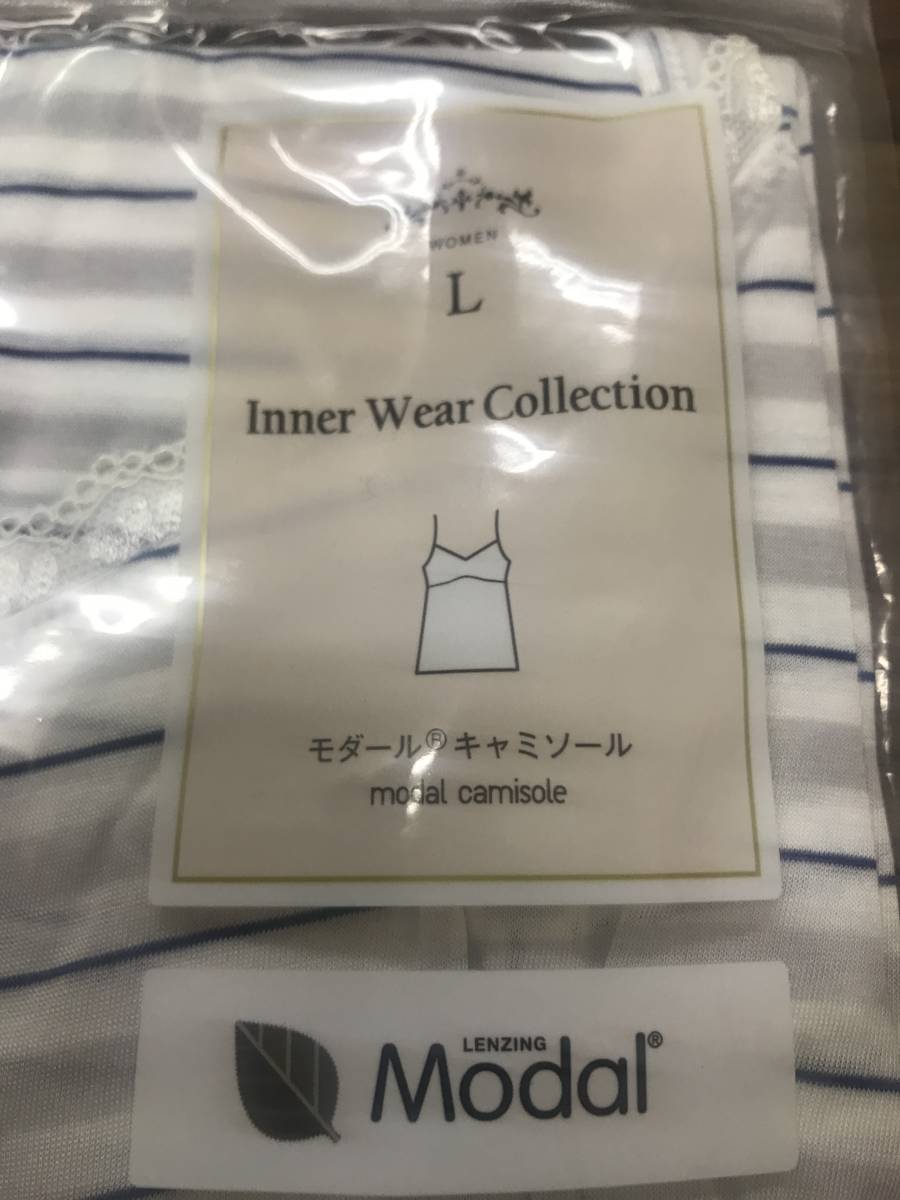 WOMEN
L
Inner Wear Collection
モダール®キャミソール
modal camisole
LENZING
Modal®